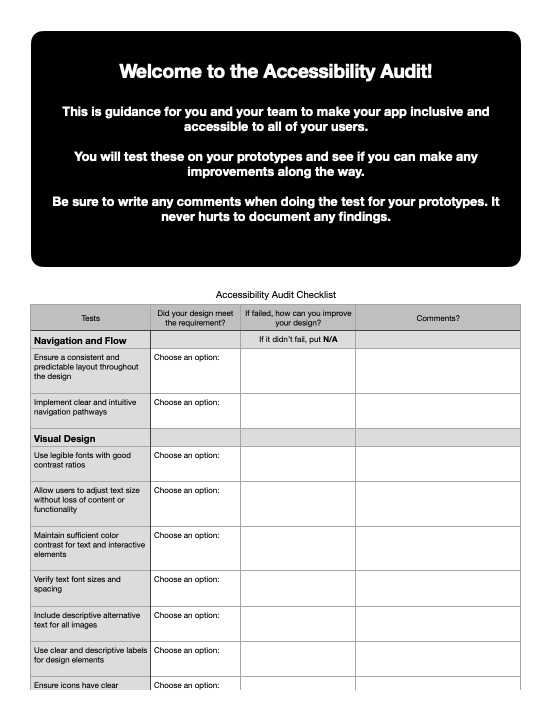 Welcome to the Accessibility Audit!
This is guidance for you and your team to make your app inclusive and
accessible to all of your users.
You will test these on your prototypes and see if you can make any
improvements along the way.
Be sure to write any comments when doing the test for your prototypes. It
never hurts to document any findings.
Accessibility Audit Checklist
Tests
Did your design meet
the requirement?
If failed, how can you improve
your design?
Comments?
Navigation and Flow
If it didn't fail, put N/A
Ensure a consistent and
predictable layout throughout
the design
Choose an option:
Implement clear and intuitive
navigation pathways
Choose an option:
Visual Design
Use legible fonts with good
contrast ratios
Choose an option:
Allow users to adjust text size
without loss of content or
functionality
Choose an option:
Maintain sufficient color
contrast for text and interactive
elements
Choose an option:
Verify text font sizes and
spacing
Choose an option:
Include descriptive alternative
text for all images
Choose an option:
Use clear and descriptive labels
for design elements
Choose an option:
Ensure icons have clear
Choose an option: